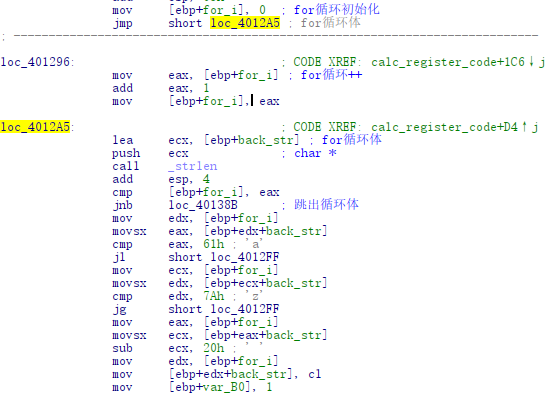 mov [ebp+for_i], 0 ; for循环初始化
jmp short loc_4012A5 ; for循环体
; ---------------------------------------------------------------------------
loc_401296: ; CODE XREF: calc_register_code+1C6↓j
mov eax, [ebp+for_i] ; for循环++
add eax, 1
mov [ebp+for_i], eax
loc_4012A5: ; CODE XREF: calc_register_code+D4↑j
lea ecx, [ebp+back_str] ; for循环体
push ecx ; char *
call _strlen
add esp, 4
cmp [ebp+for_i], eax
jnb loc_40138B ; 跳出循环体
mov edx, [ebp+for_i]
movsx eax, [ebp+edx+back_str]
cmp eax, 61h ; 'a'
jl short loc_4012FF
mov ecx, [ebp+for_i]
movsx edx, [ebp+ecx+back_str]
cmp edx, 7Ah ; 'z'
jg short loc_4012FF
mov eax, [ebp+for_i]
movsx ecx, [ebp+eax+back_str]
sub ecx, 20h ; ' '
mov edx, [ebp+for_i]
mov [ebp+edx+back_str], cl
mov [ebp+var_B0], 1